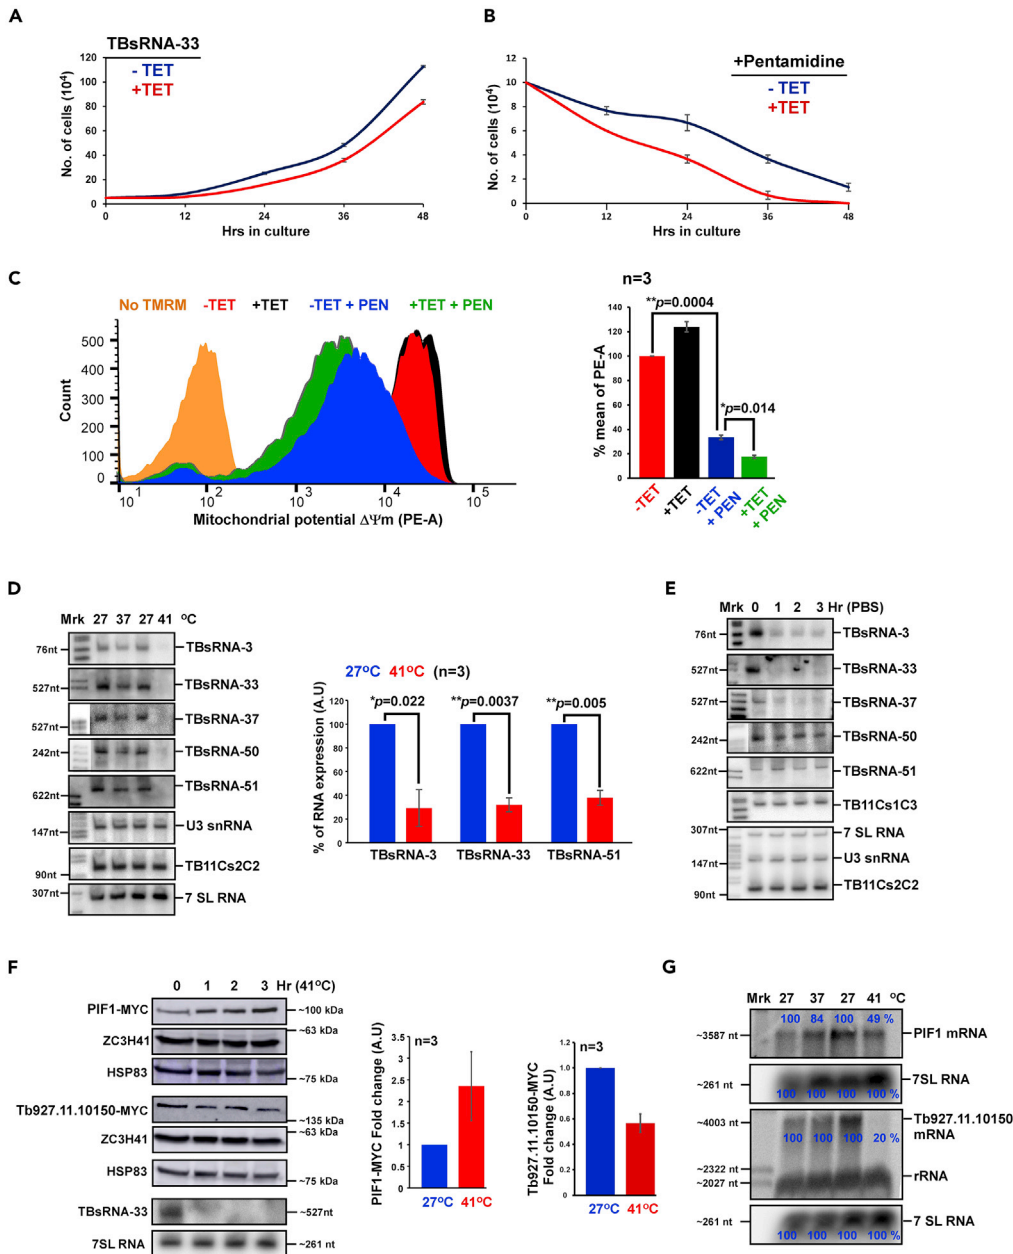 A
TBsRNA-33
- TET
+TET
No. of cells (10⁴)
120
100
80
60
40
20
0
0 12 24 36 48
Hrs in culture
B
+Pentamidine
- TET
+TET
No. of cells (10⁴)
12
10
8
6
4
2
0
0 12 24 36 48
Hrs in culture
C
No TMRM -TET +TET -TET + PEN +TET + PEN
Count
500
400
300
200
100
0
10¹ 10² 10³ 10⁴ 10⁵
Mitochondrial potential ΔΨm (PE-A)
n=3
**p=0.0004
*p=0.014
% mean of PE-A
140
120
100
80
60
40
20
0
-TET
+TET
-TET + PEN
+TET + PEN
D
Mrk 27 37 27 41 °C
76nt TBsRNA-3
527nt TBsRNA-33
527nt TBsRNA-37
242nt TBsRNA-50
622nt TBsRNA-51
147nt U3 snRNA
90nt TB11Cs2C2
307nt 7 SL RNA
27°C 41°C (n=3)
*p=0.022 **p=0.0037 **p=0.005
% of RNA expression (A.U)
120
100
80
60
40
20
0
TBsRNA-3 TBsRNA-33 TBsRNA-51
E
Mrk 0 1 2 3 Hr (PBS)
76nt TBsRNA-3
527nt TBsRNA-33
527nt TBsRNA-37
242nt TBsRNA-50
622nt TBsRNA-51
TB11Cs1C3
307nt 7 SL RNA
147nt U3 snRNA
90nt TB11Cs2C2
F
0 1 2 3 Hr (41°C)
PIF1-MYC ~100 kDa
~63 kDa
ZC3H41
HSP83 ~75 kDa
Tb927.11.10150-MYC ~135 kDa
~63 kDa
ZC3H41
HSP83 ~75 kDa
TBsRNA-33 ~527nt
7SL RNA ~261 nt
n=3
PIF1-MYC Fold change (A.U)
3.5
3
2.5
2
1.5
1
0.5
0
27°C 41°C
n=3
Tb927.11.10150-MYC
Fold change (A.U)
1.2
1.0
0.8
0.6
0.4
0.2
0
27°C 41°C
G
Mrk 27 37 27 41 °C
100 84 100 49 %
~3587 nt PIF1 mRNA
~261 nt 7SL RNA
100 100 100 100 %
~4003 nt Tb927.11.10150
mRNA
100 100 100 20 %
~2322 nt
~2027 nt rRNA
~261 nt 7 SL RNA
100 100 100 100 %